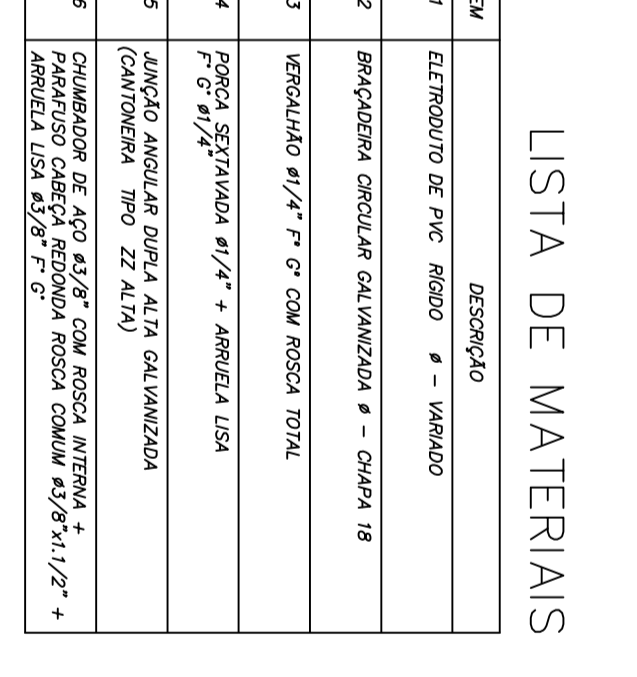 LISTA DE MATERIAIS
EM DESCRIÇÃO
1 ELETRODUTO DE PVC RÍGIDO ø - VARIADO
2 BRAÇADEIRA CIRCULAR GALVANIZADA ø - CHAPA 18
3 VERGALHÃO ø1/4" F° G° COM ROSCA TOTAL
4 PORCA SEXTAVADA ø1/4" + ARRUELA LISA
F° G° ø1/4"
5 JUNÇÃO ANGULAR DUPLA ALTA GALVANIZADA
(CANTONEIRA TIPO ZZ ALTA)
6 CHUMBADOR DE AÇO ø3/8" COM ROSCA INTERNA +
PARAFUSO CABEÇA REDONDA ROSCA COMUM ø3/8"x1.1/2" +
ARRUELA LISA ø3/8" F° G°